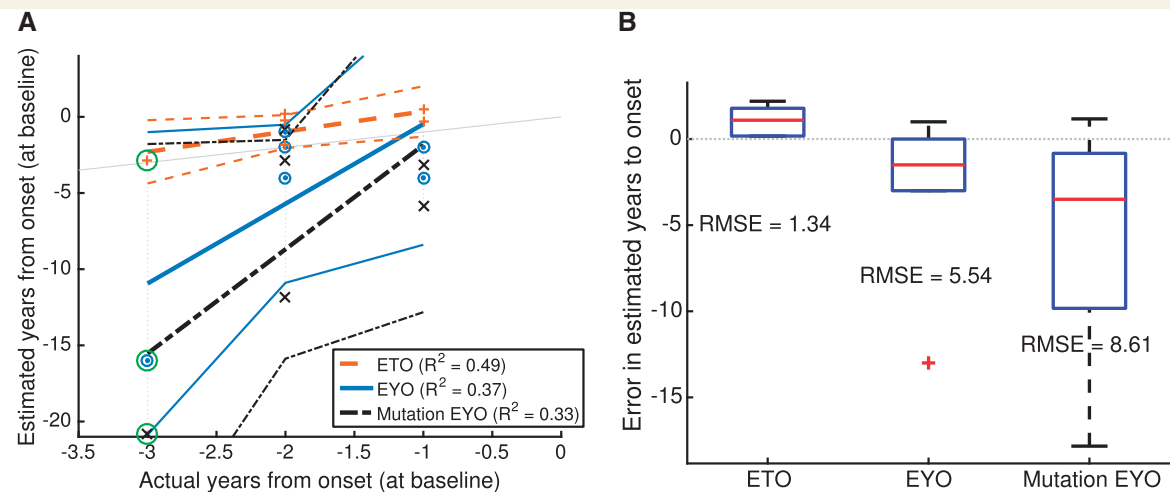 A
Estimated years from onset (at baseline)
0
-5
-10
-15
-20
-3.5
-3
-2.5
-2
-1.5
-1
-0.5
0
Actual years from onset (at baseline)
ETO (R² = 0.49)
EYO (R² = 0.37)
Mutation EYO (R² = 0.33)
B
Error in estimated years to onset
0
-5
-10
-15
RMSE = 1.34
RMSE = 5.54
RMSE = 8.61
ETO
EYO
Mutation EYO